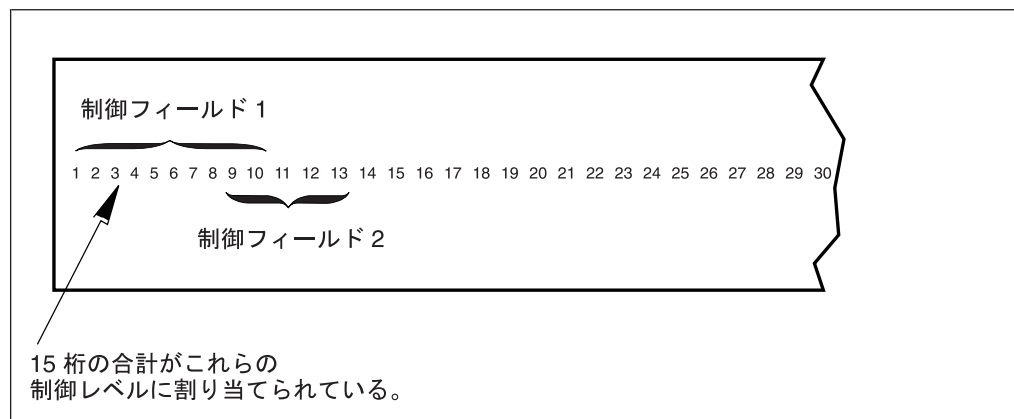 制御フィールド 1
1 2 3 4 5 6 7 8 9 10 11 12 13 14 15 16 17 18 19 20 21 22 23 24 25 26 27 28 29 30
制御フィールド 2
15 桁の合計がこれらの
制御レベルに割り当てられている。